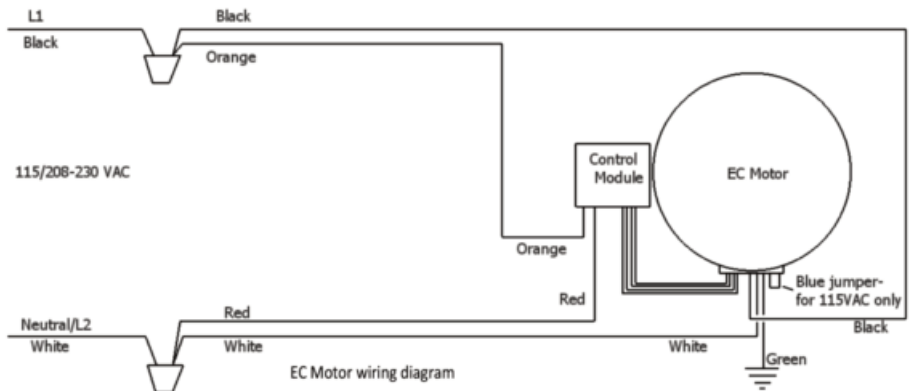 L1
Black
Black
Orange
115/208-230 VAC
Control
Module
EC Motor
Orange
Red
Blue jumper-
for 115VAC only
Black
Neutral/L2
White
Red
White
White
Green
EC Motor wiring diagram